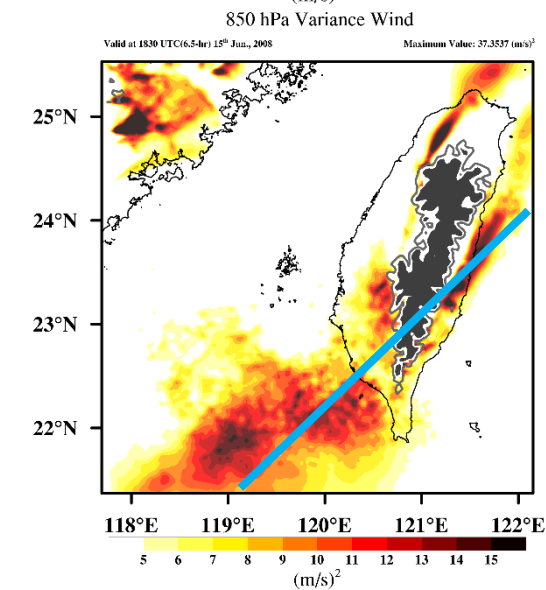 (m/s)²
850 hPa Variance Wind
Valid at 1830 UTC(6.5-hr) 15th Jun., 2008 Maximum Value: 37.3537 (m/s)²
25°N
24°N
23°N
22°N
118°E 119°E 120°E 121°E 122°E
5 6 7 8 9 10 11 12 13 14 15
(m/s)²